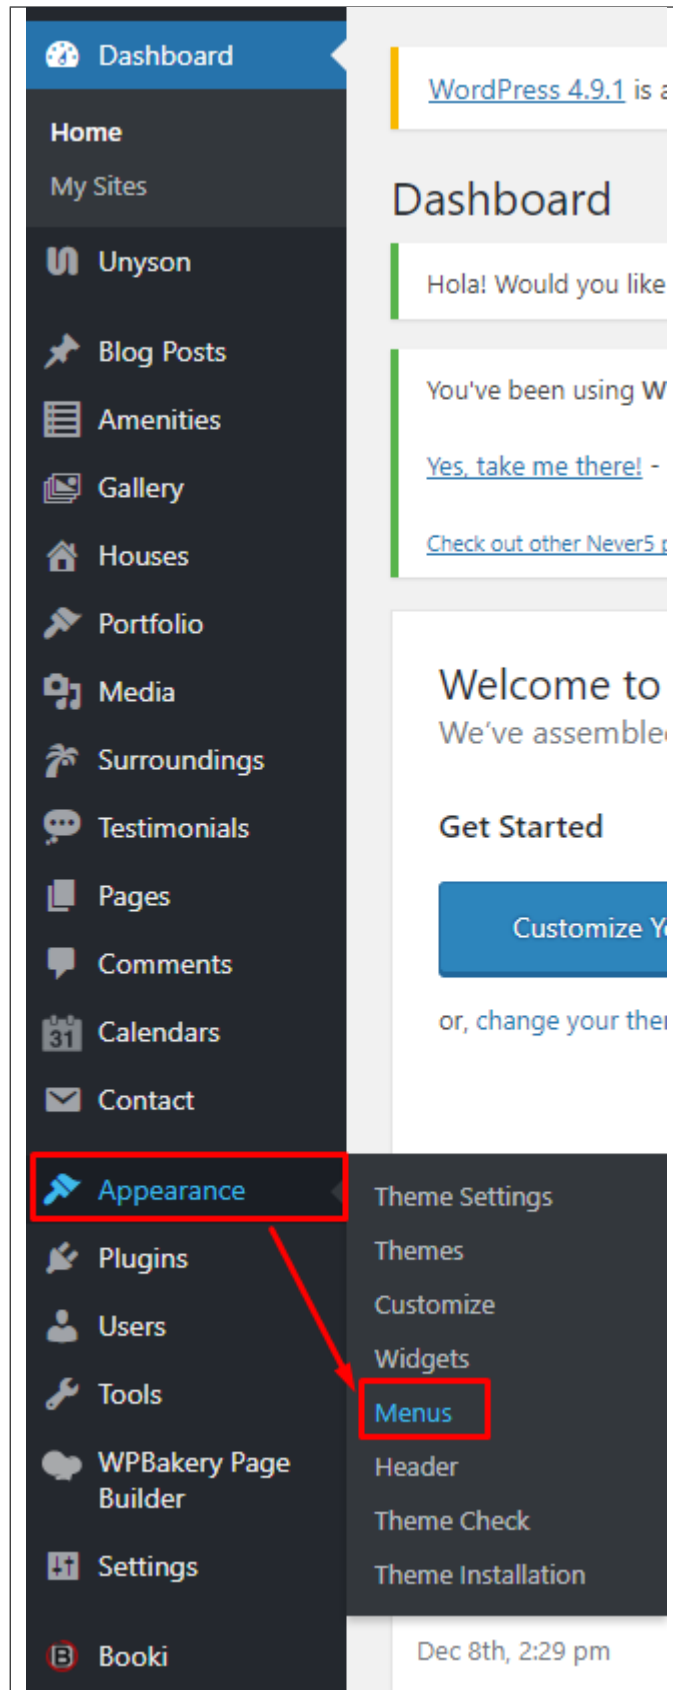 Dashboard
Home
My Sites
Unyson
Blog Posts
Amenities
Gallery
Houses
Portfolio
Media
Surroundings
Testimonials
Pages
Comments
31
Calendars
Contact
Appearance
Plugins
Users
Tools
WPBakery Page
Builder
Settings
B
Booki
WordPress 4.9.1 is
Dashboard
Hola! Would you like
You've been using W
Yes, take me there! -
Check out other Never5
Welcome to
We've assemble
Get Started
Customize Y
or, change your
Theme Settings
Themes
Customize
Widgets
Menus
Header
Theme Check
Theme Installation
Dec 8th, 2:29 pm